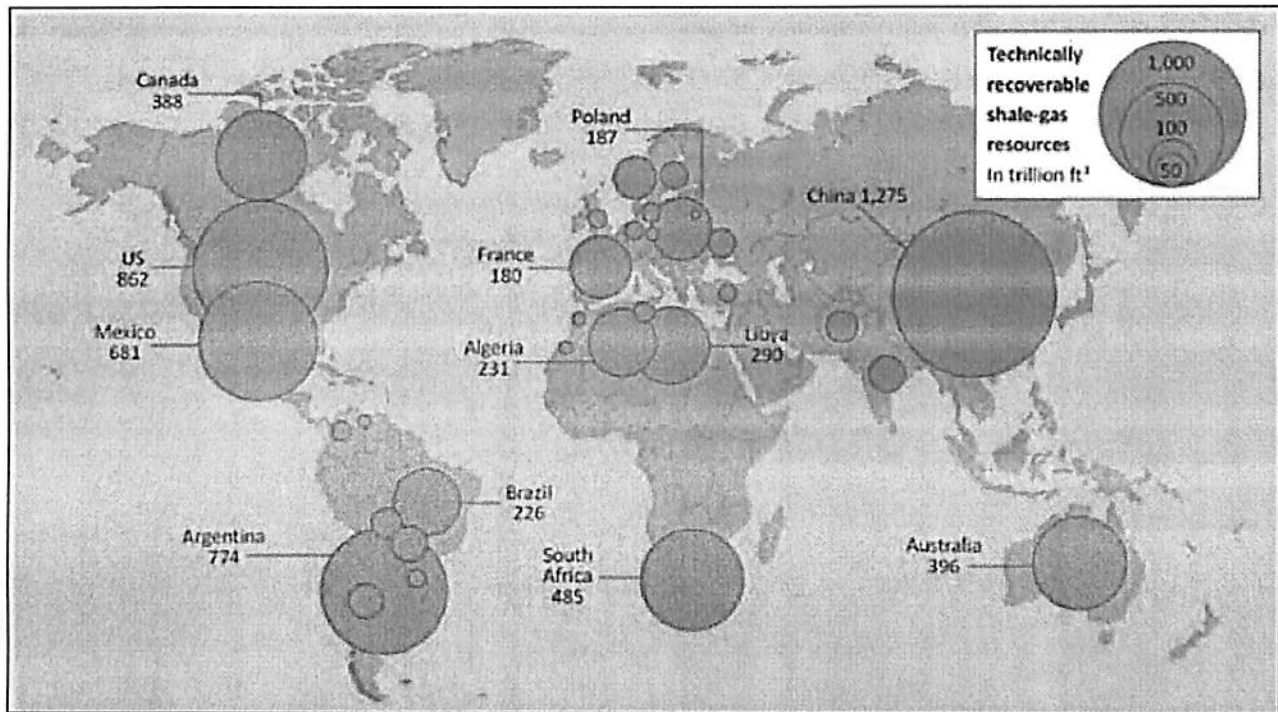 Technically
recoverable
shale-gas
resources
In trillion ft³
1,000
500
100
50
Canada
388
Poland
187
China 1,275
US
862
France
180
Mexico
681
Algeria
231
Libya
290
Brazil
226
Argentina
774
South
Africa
485
Australia
396